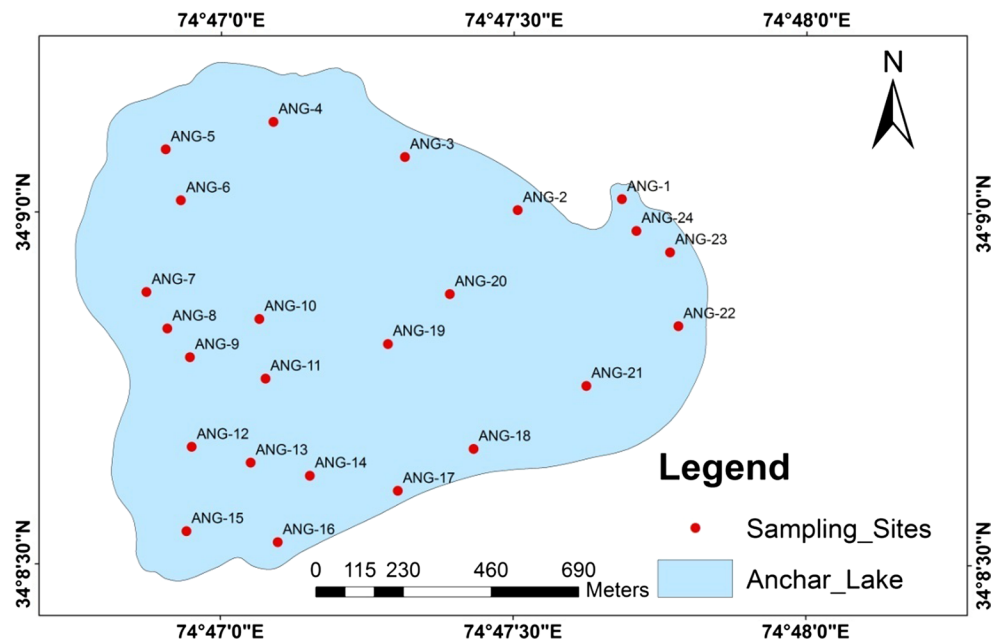 74°47'0"E 74°47'30"E 74°48'0"E
N
ANG-4
ANG-5
ANG-3
ANG-6
ANG-1
ANG-2
34°9'0"N
34°9'0"N
ANG-24
ANG-23
ANG-7
ANG-20
ANG-10
ANG-8
ANG-22
ANG-19
ANG-9
ANG-11
ANG-21
ANG-12
ANG-18
ANG-13
ANG-14
Legend
ANG-17
ANG-15
ANG-16
Sampling_Sites
34°8'30"N
34°8'30"N
0 115 230 460 690
Meters
Anchar_Lake
74°47'0"E 74°47'30"E 74°48'0"E